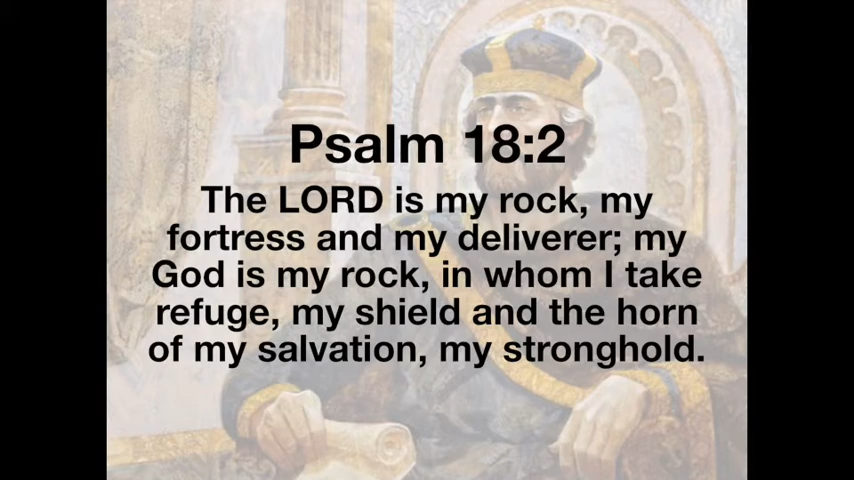 Psalm 18:2
The LORD is my rock, my
fortress and my deliverer; my
God is my rock, in whom I take
refuge, my shield and the horn
of my salvation, my stronghold.